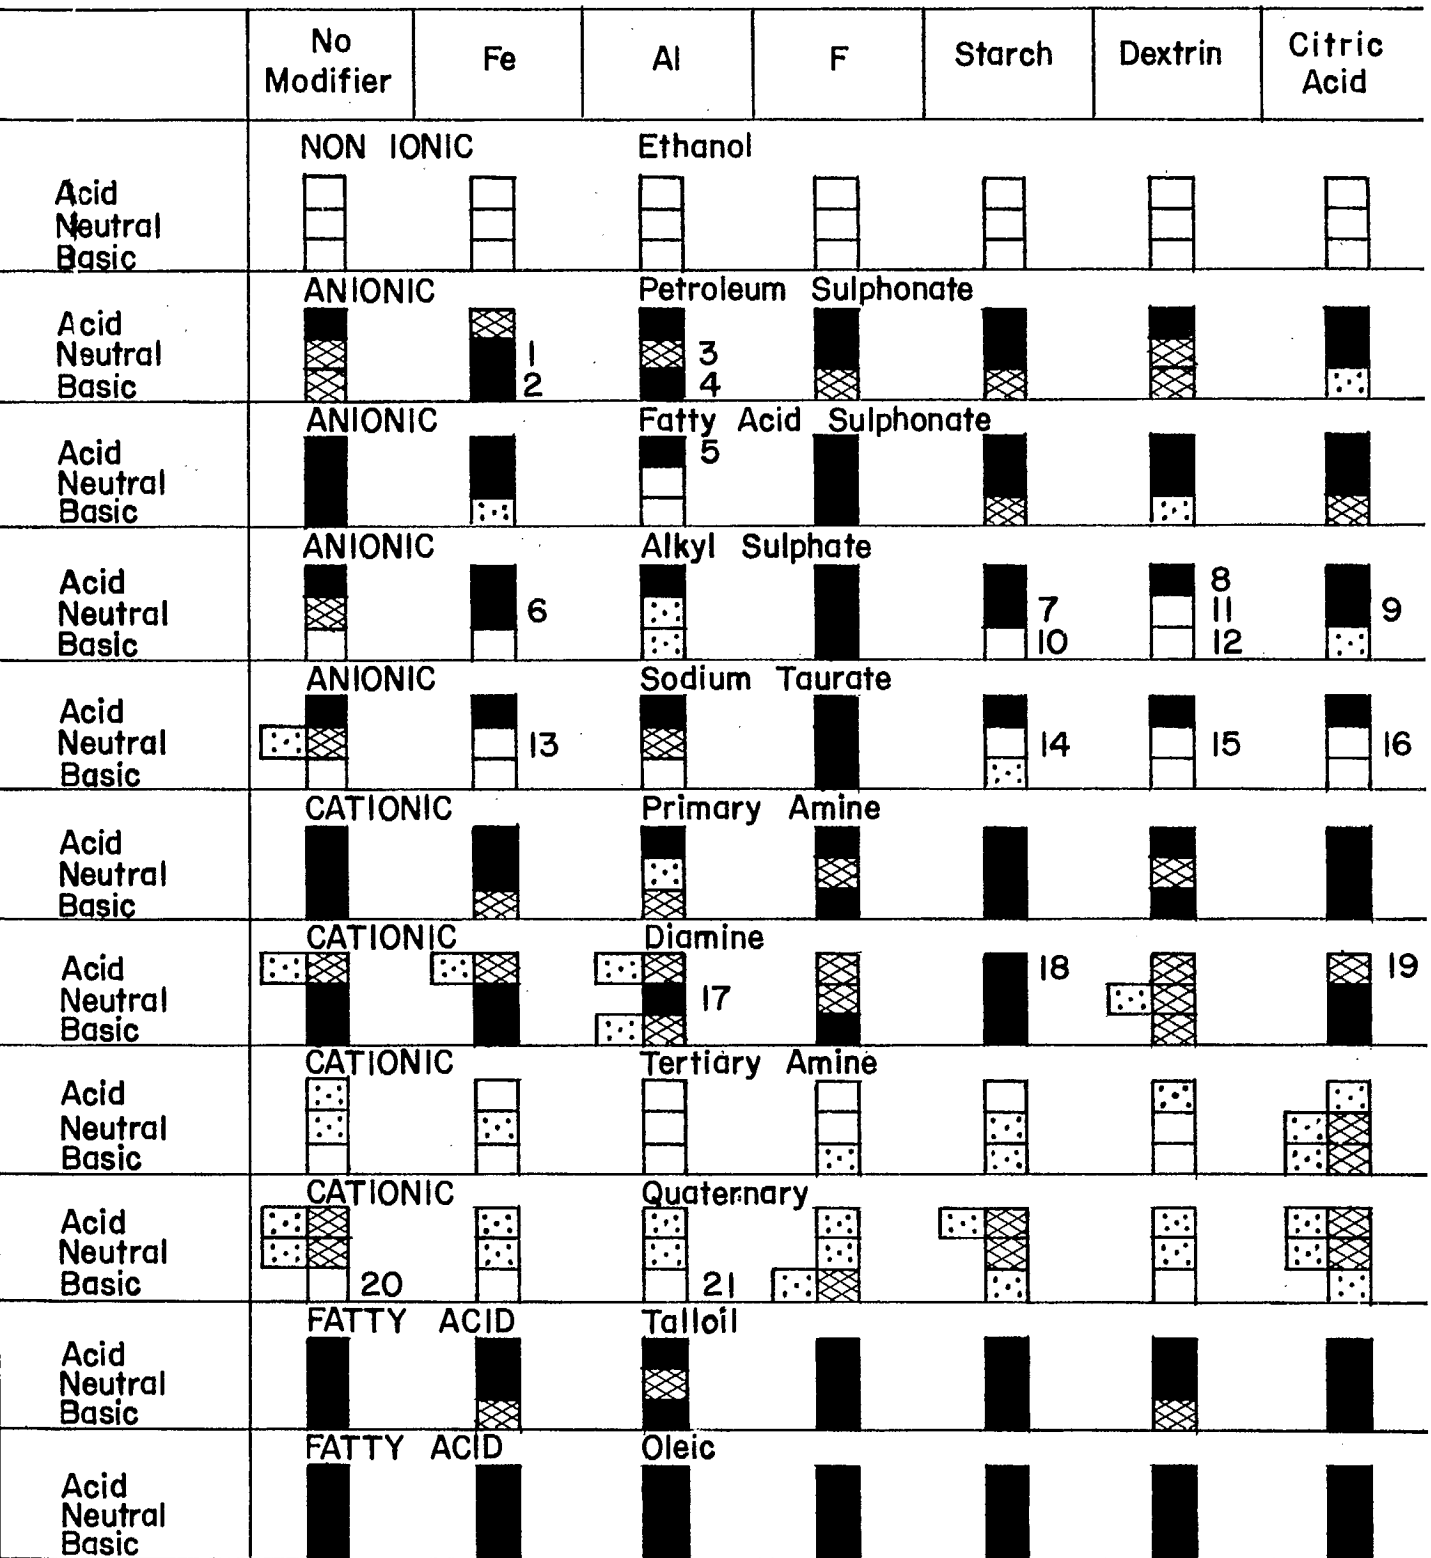 No Modifier Fe Al F Starch Dextrin Citric Acid
NON IONIC Ethanol
Acid
Neutral
Basic
ANIONIC Petroleum Sulphonate
Acid
Neutral 1 3
Basic 2 4
ANIONIC Fatty Acid Sulphonate
Acid 5
Neutral
Basic
ANIONIC Alkyl Sulphate
Acid 8
Neutral 6 7 11 9
Basic 10 12
ANIONIC Sodium Taurate
Acid
Neutral 13 14 15 16
Basic
CATIONIC Primary Amine
Acid
Neutral
Basic
CATIONIC Diamine
Acid 18 19
Neutral 17
Basic
CATIONIC Tertiary Amine
Acid
Neutral
Basic
CATIONIC Quaternary
Acid
Neutral
Basic 20 21
FATTY ACID Talloil
Acid
Neutral
Basic
FATTY ACID Oleic
Acid
Neutral
Basic